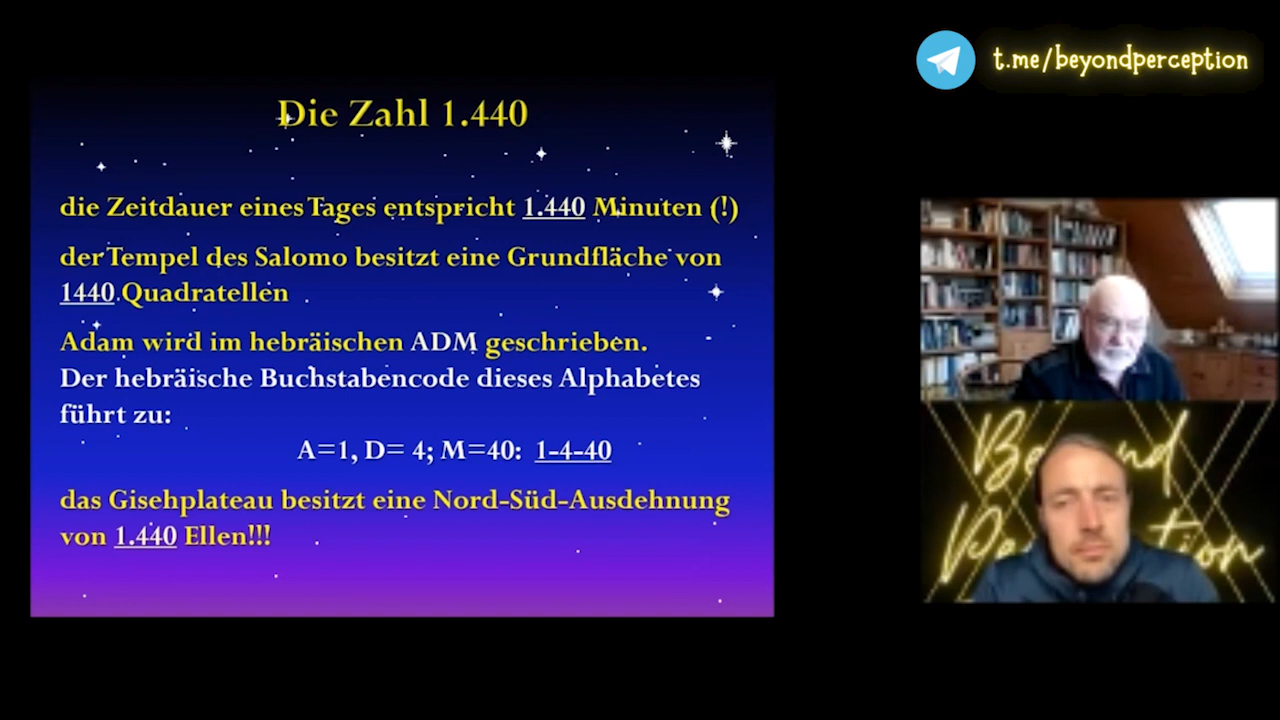 t.me/beyondperception
Die Zahl 1.440
die Zeitdauer eines Tages entspricht 1.440 Minuten (!)
der Tempel des Salomo besitzt eine Grundfläche von
1440 Quadratellen
Adam wird im hebräischen ADM geschrieben.
Der hebräische Buchstabencode dieses Alphabetes
führt zu:
A=1, D= 4; M=40: 1-4-40
das Gisehplateau besitzt eine Nord-Süd-Ausdehnung
von 1.440 Ellen!!!